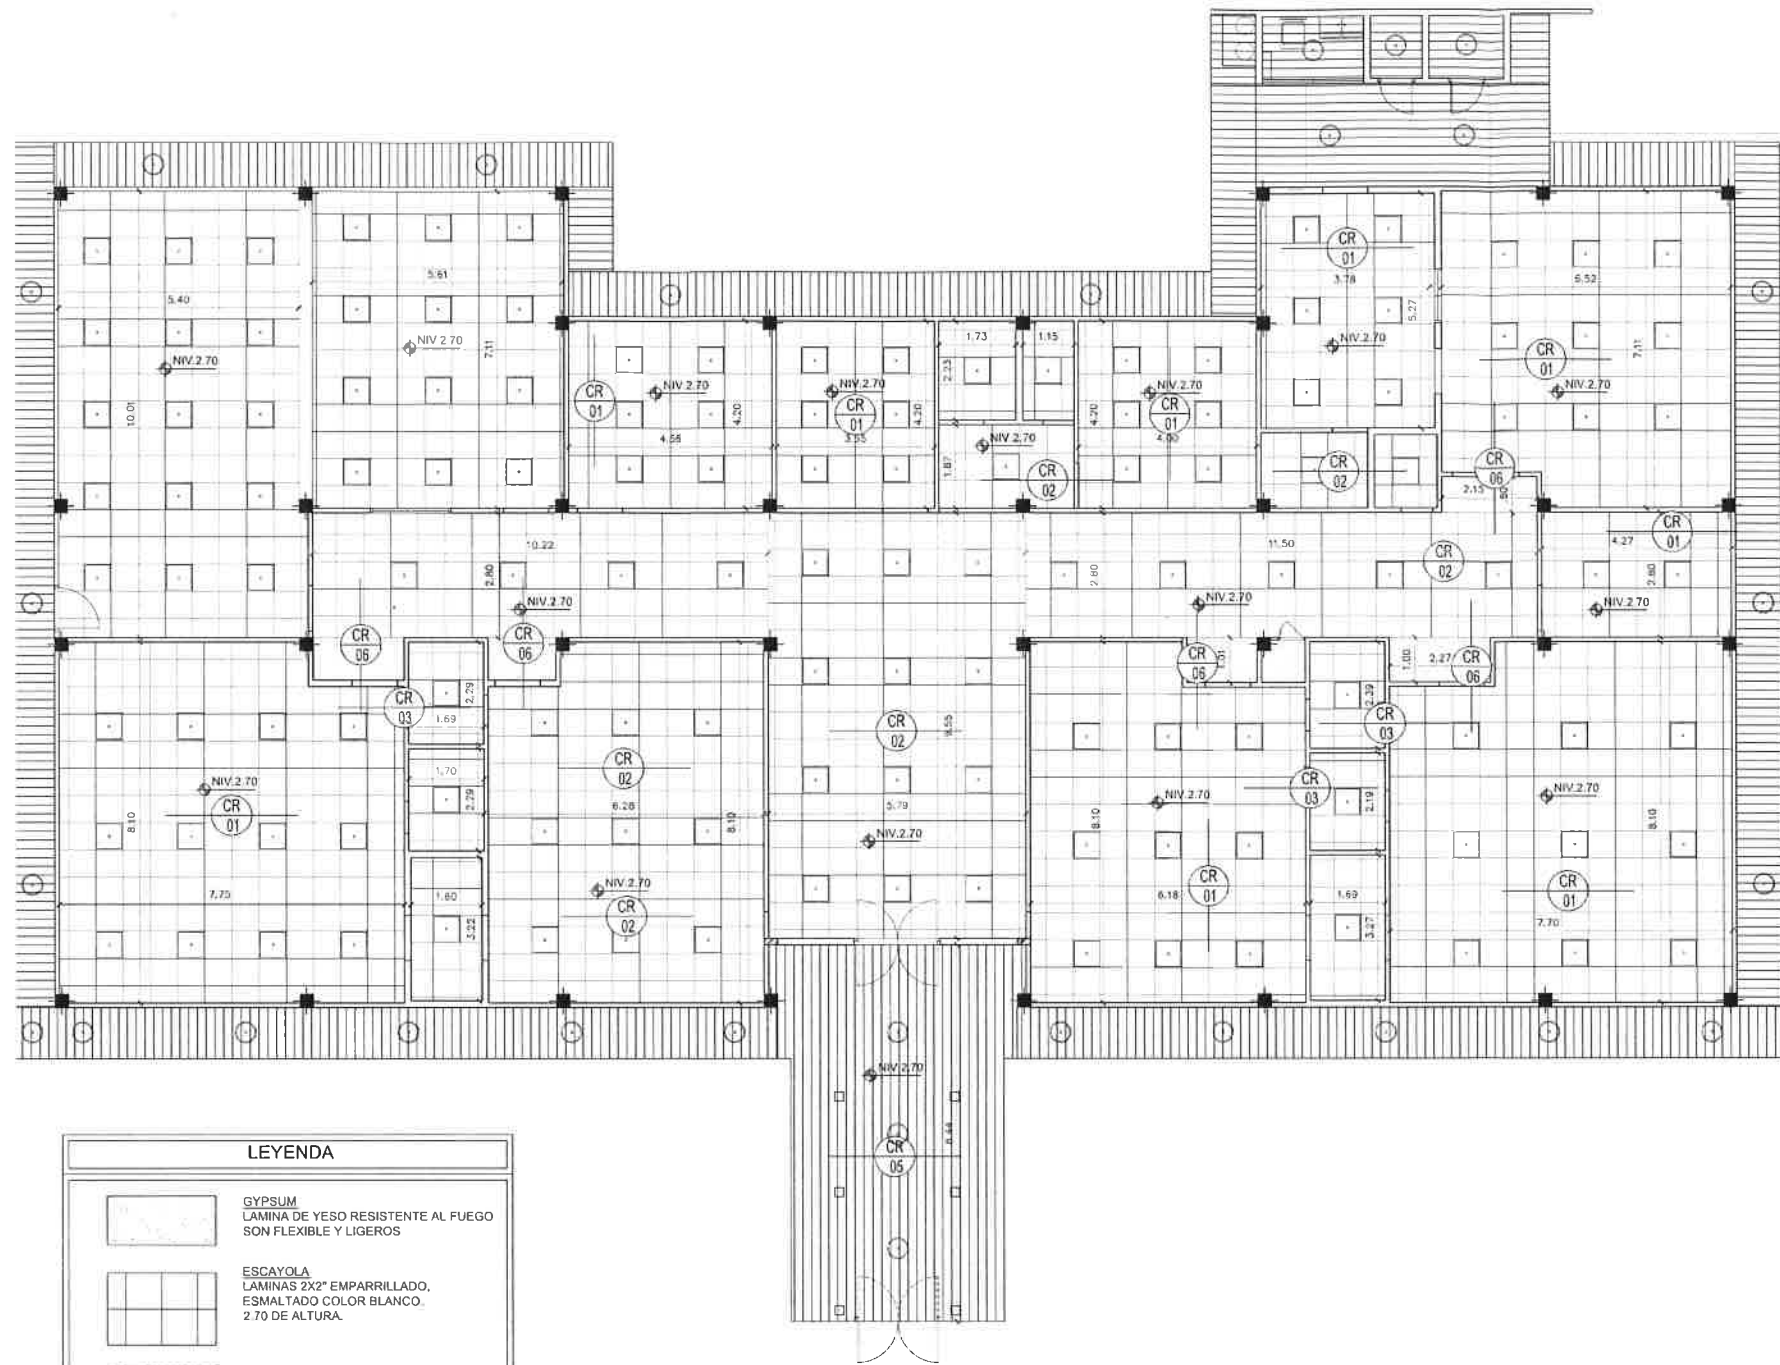 CR
01
3.78
5.27
NIV.2.70
6.52
CR
01
7.11
NIV.2.70
5.40
NIV.2.70
10.01
5.61
NIV 2.70
7.11
CR
01
NIV.2.70
4.20
NIV.2.70
CR
01
4.20
1.73
1.15
2.23
NIV 2.70
1.87
CR
02
NIV.2.70
CR
01
4.20
CR
02
CR
06
2.15
10.22
2.80
NIV.2.70
CR
06
CR
06
11.50
2.80
CR
02
NIV.2.70
CR
01
4.27
2.80
NIV.2.70
CR
03
2.29
1.69
1.70
2.29
1.60
3.22
NIV.2.70
CR
01
8.10
7.75
CR
02
6.28
8.10
NIV.2.70
CR
02
CR
02
9.55
5.79
NIV.2.70
CR
06
1.01
1.00
2.27
CR
06
2.39
CR
03
CR
03
2.19
1.69
3.27
NIV.2.70
8.10
CR
01
6.18
NIV.2.70
8.10
CR
01
7.70
NIV.2.70
CR
05
LEYENDA
GYPSUM
LAMINA DE YESO RESISTENTE AL FUEGO
SON FLEXIBLE Y LIGEROS
ESCAYOLA
LAMINAS 2X2" EMPARRILLADO,
ESMALTADO COLOR BLANCO.
2.70 DE ALTURA.